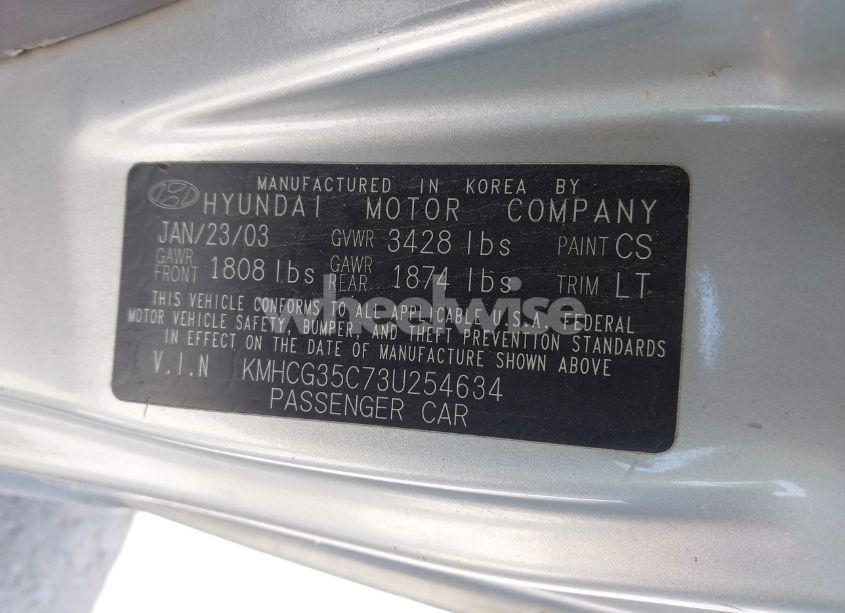 MANUFACTURED IN KOREA BY
HYUNDAI MOTOR COMPANY
JAN/23/03 GVWR 3428 lbs PAINT CS
GAWR FRONT 1808 lbs GAWR REAR 1874 lbs TRIM LT
THIS VEHICLE CONFORMS TO ALL APPLICABLE U.S.A. FEDERAL
MOTOR VEHICLE SAFETY, BUMPER, AND THEFT PREVENTION STANDARDS
IN EFFECT ON THE DATE OF MANUFACTURE SHOWN ABOVE
V.I.N KMHCG35C73U254634
PASSENGER CAR
wheelwise